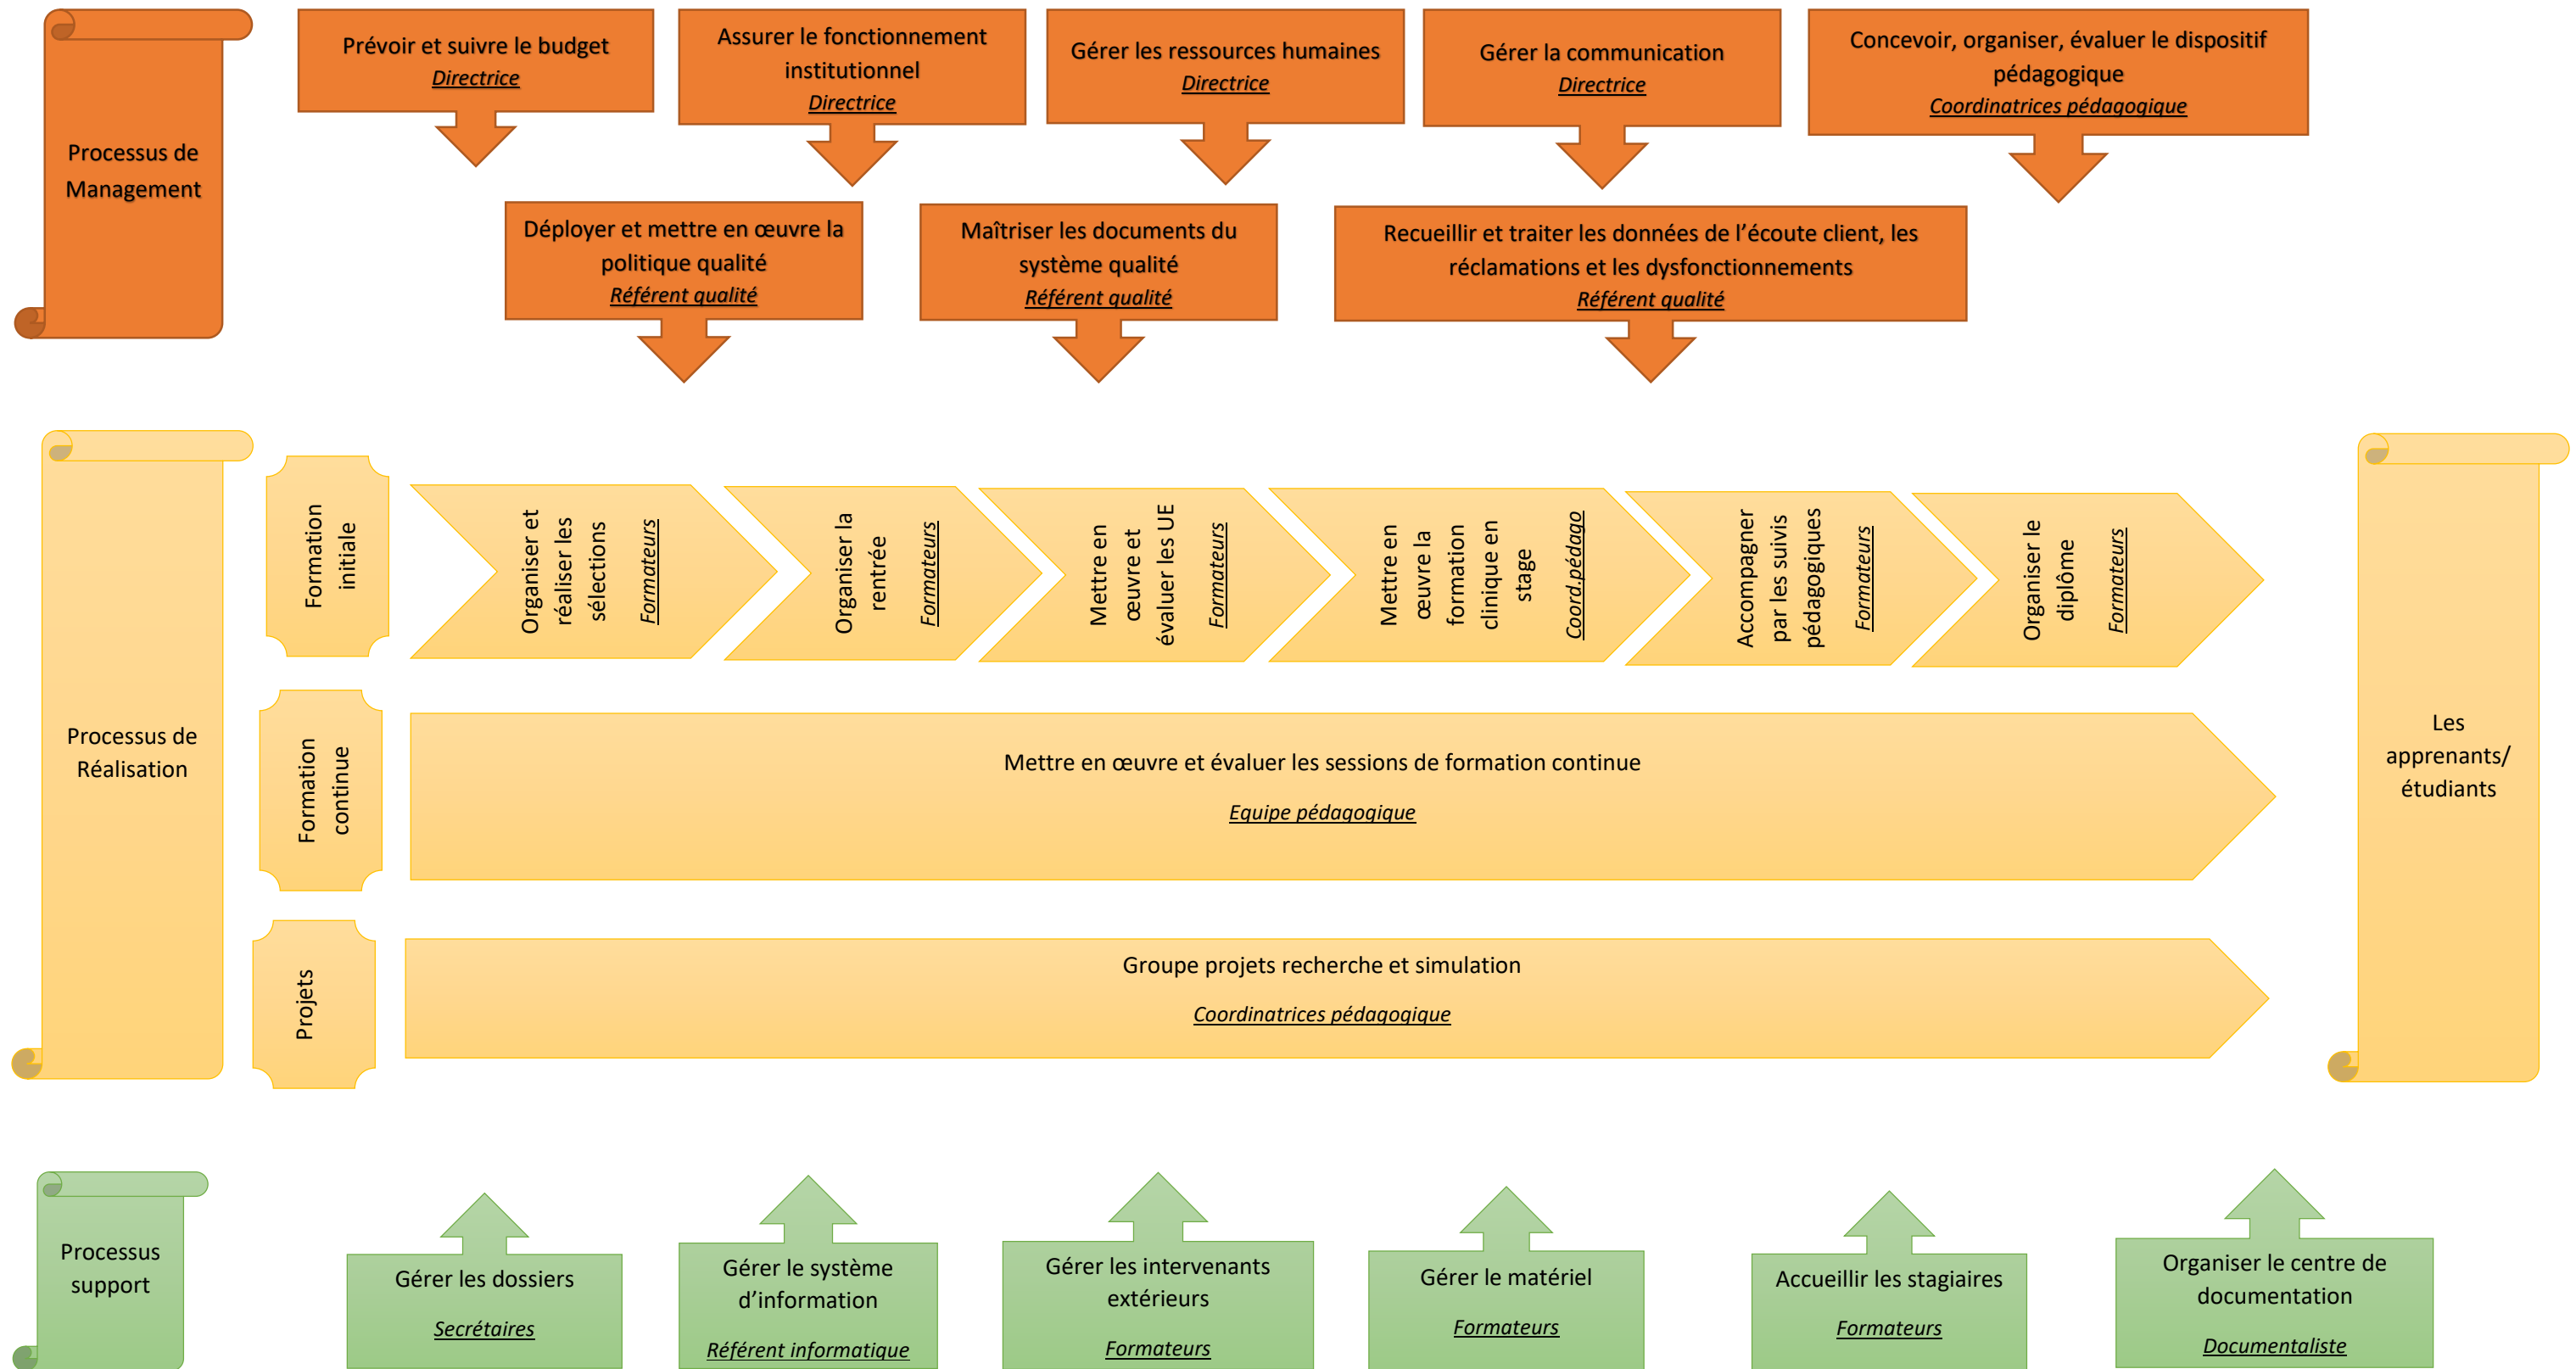 Processus de
Management
Prévoir et suivre le budget
Directrice
Assurer le fonctionnement
institutionnel
Directrice
Gérer les ressources humaines
Directrice
Gérer la communication
Directrice
Concevoir, organiser, évaluer le dispositif
pédagogique
Coordinatrices pédagogique
Déployer et mettre en œuvre la
politique qualité
Référent qualité
Maîtriser les documents du
système qualité
Référent qualité
Recueillir et traiter les données de l’écoute client, les
réclamations et les dysfonctionnements
Référent qualité
Processus de
Réalisation
Formation
initiale
Organiser et
réaliser les
sélections
Formateurs
Organiser la
rentrée
Formateurs
Mettre en
œuvre et
évaluer les UE
Formateurs
Mettre en
œuvre la
formation
clinique en
stage
Coord.pédago
Accompagner
par les suivis
pédagogiques
Formateurs
Organiser le
diplôme
Formateurs
Formation
continue
Mettre en œuvre et évaluer les sessions de formation continue
Equipe pédagogique
Projets
Groupe projets recherche et simulation
Coordinatrices pédagogique
Les
apprenants/
étudiants
Processus
support
Gérer les dossiers
Secrétaires
Gérer le système
d’information
Référent informatique
Gérer les intervenants
extérieurs
Formateurs
Gérer le matériel
Formateurs
Accueillir les stagiaires
Formateurs
Organiser le centre de
documentation
Documentaliste